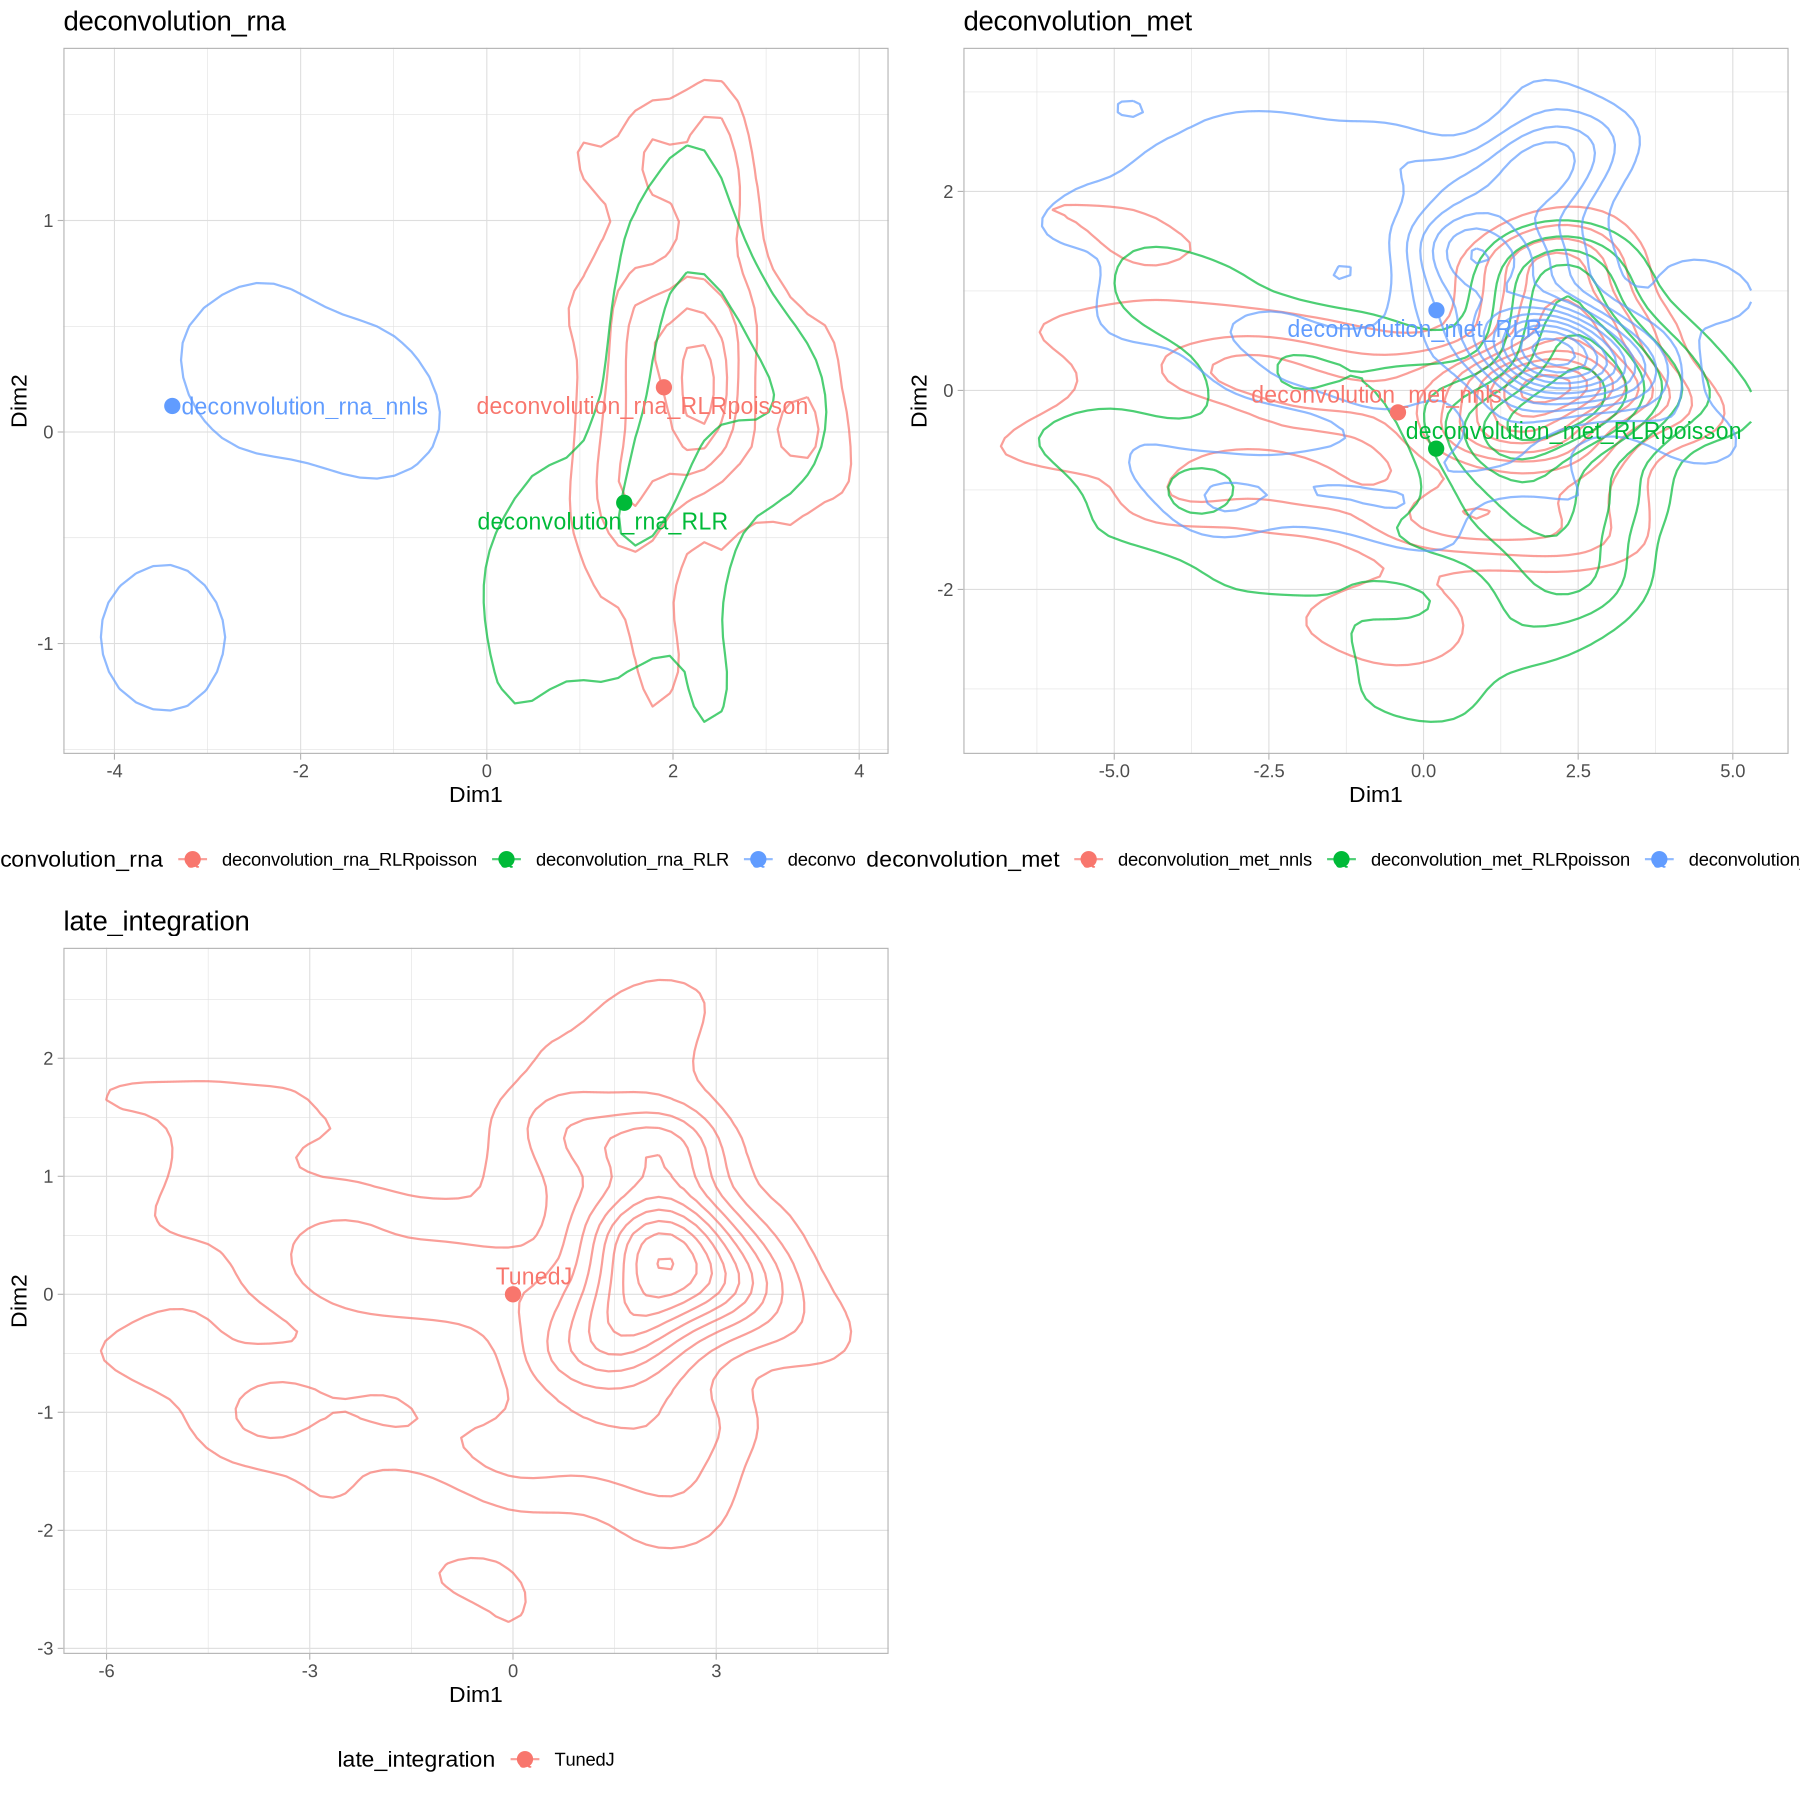 deconvolution_rna
deconvolution_met
Dim2
1
0
-1
deconvolution_rna_nnls
deconvolution_rna_RLRpoisson
deconvolution_rna_RLR
-4 -2 0 2 4
Dim1
Dim2
2
0
-2
deconvolution_met_RLR
deconvolution_met_nnls
deconvolution_met_RLRpoisson
-5.0 -2.5 0.0 2.5 5.0
Dim1
convolution_rna deconvolution_rna_RLRpoisson deconvolution_rna_RLR deconvo
deconvolution_met deconvolution_met_nnls deconvolution_met_RLRpoisson deconvolution_
late_integration
Dim2
2
1
0
-1
-2
-3
TunedJ
-6 -3 0 3
Dim1
late_integration TunedJ